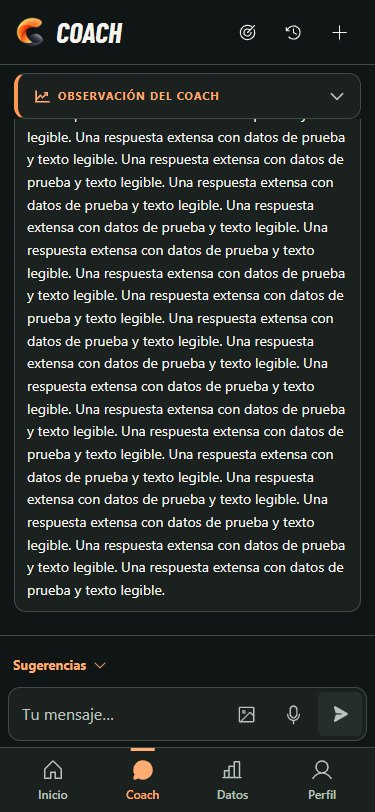 COACH
OBSERVACIÓN DEL COACH
legible. Una respuesta extensa con datos de prueba
y texto legible. Una respuesta extensa con datos de
prueba y texto legible. Una respuesta extensa con
datos de prueba y texto legible. Una respuesta
extensa con datos de prueba y texto legible. Una
respuesta extensa con datos de prueba y texto
legible. Una respuesta extensa con datos de prueba
y texto legible. Una respuesta extensa con datos de
prueba y texto legible. Una respuesta extensa con
datos de prueba y texto legible. Una respuesta
extensa con datos de prueba y texto legible. Una
respuesta extensa con datos de prueba y texto
legible. Una respuesta extensa con datos de prueba
y texto legible. Una respuesta extensa con datos de
prueba y texto legible. Una respuesta extensa con
datos de prueba y texto legible. Una respuesta
extensa con datos de prueba y texto legible. Una
respuesta extensa con datos de prueba y texto
legible. Una respuesta extensa con datos de prueba
y texto legible. Una respuesta extensa con datos de
prueba y texto legible.
Sugerencias
Tu mensaje...
Inicio
Coach
Datos
Perfil